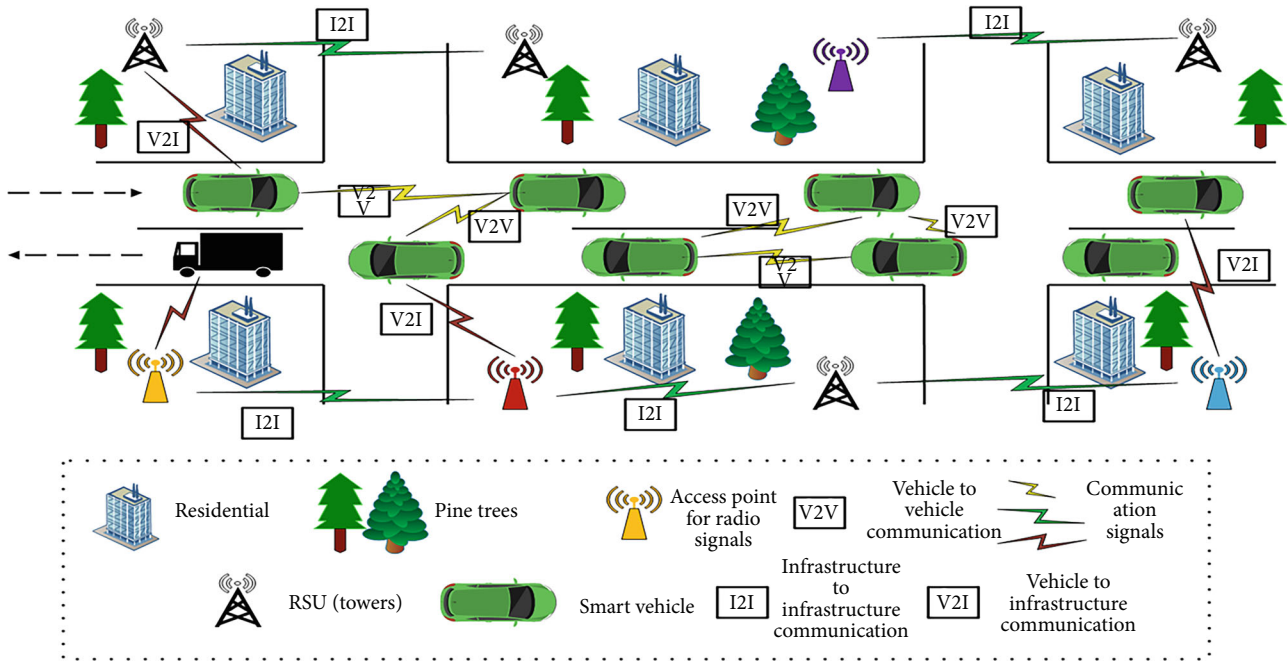 I2I
I2I
V2I
V2
V
V2V
V2V
V2V
V2
V
V2I
V2I
I2I
I2I
I2I
Residential
Pine trees
Access point
for radio
signals
V2V
Vehicle to
vehicle
communication
Communic
ation
signals
RSU (towers)
Smart vehicle
I2I
Infrastructure
to
infrastructure
communication
V2I
Vehicle to
infrastructure
communication